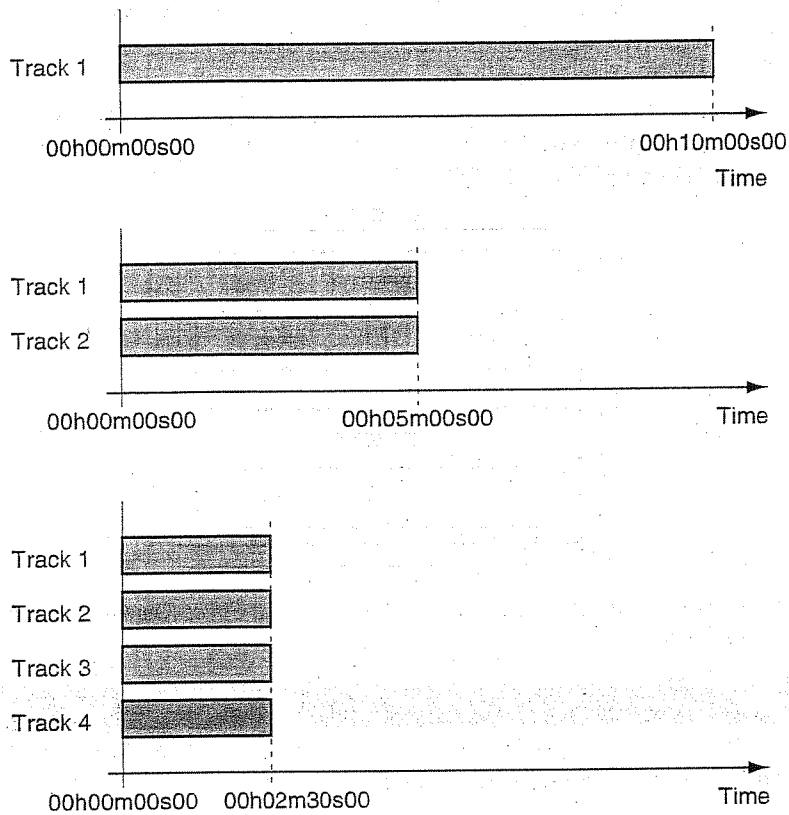 Track 1
00h00m00s00 00h10m00s00
Time
Track 1
Track 2
00h00m00s00 00h05m00s00 Time
Track 1
Track 2
Track 3
Track 4
00h00m00s00 00h02m30s00 Time